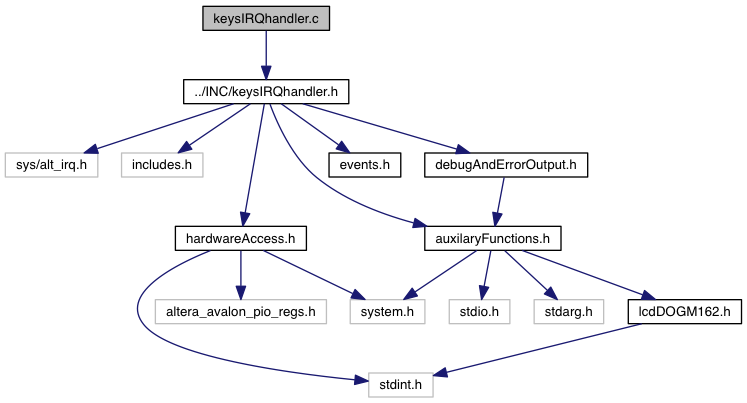 keysIRQhandler.c
../INC/keysIRQhandler.h
sys/alt_irq.h
includes.h
events.h
debugAndErrorOutput.h
hardwareAccess.h
auxilaryFunctions.h
altera_avalon_pio_regs.h
system.h
stdio.h
stdarg.h
lcdDOGM162.h
stdint.h